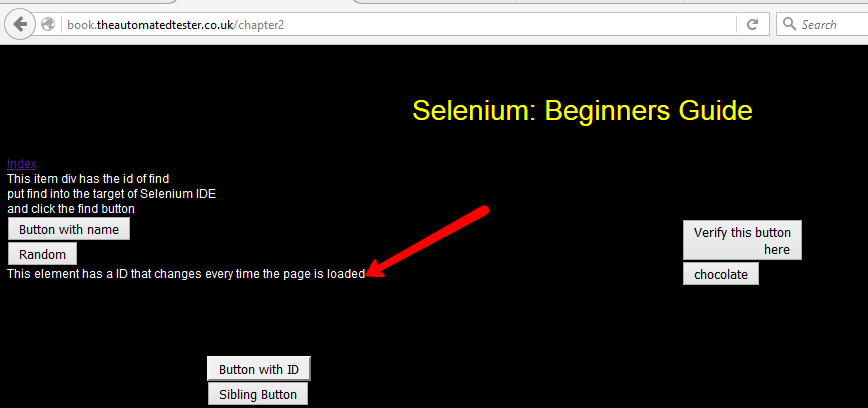 book.theautomatedtester.co.uk/chapter2
Search
Selenium: Beginners Guide
Index
This item div has the id of find
put find into the target of Selenium IDE
and click the find button
Button with name
Random
This element has a ID that changes every time the page is loaded
Verify this button
here
chocolate
Button with ID
Sibling Button